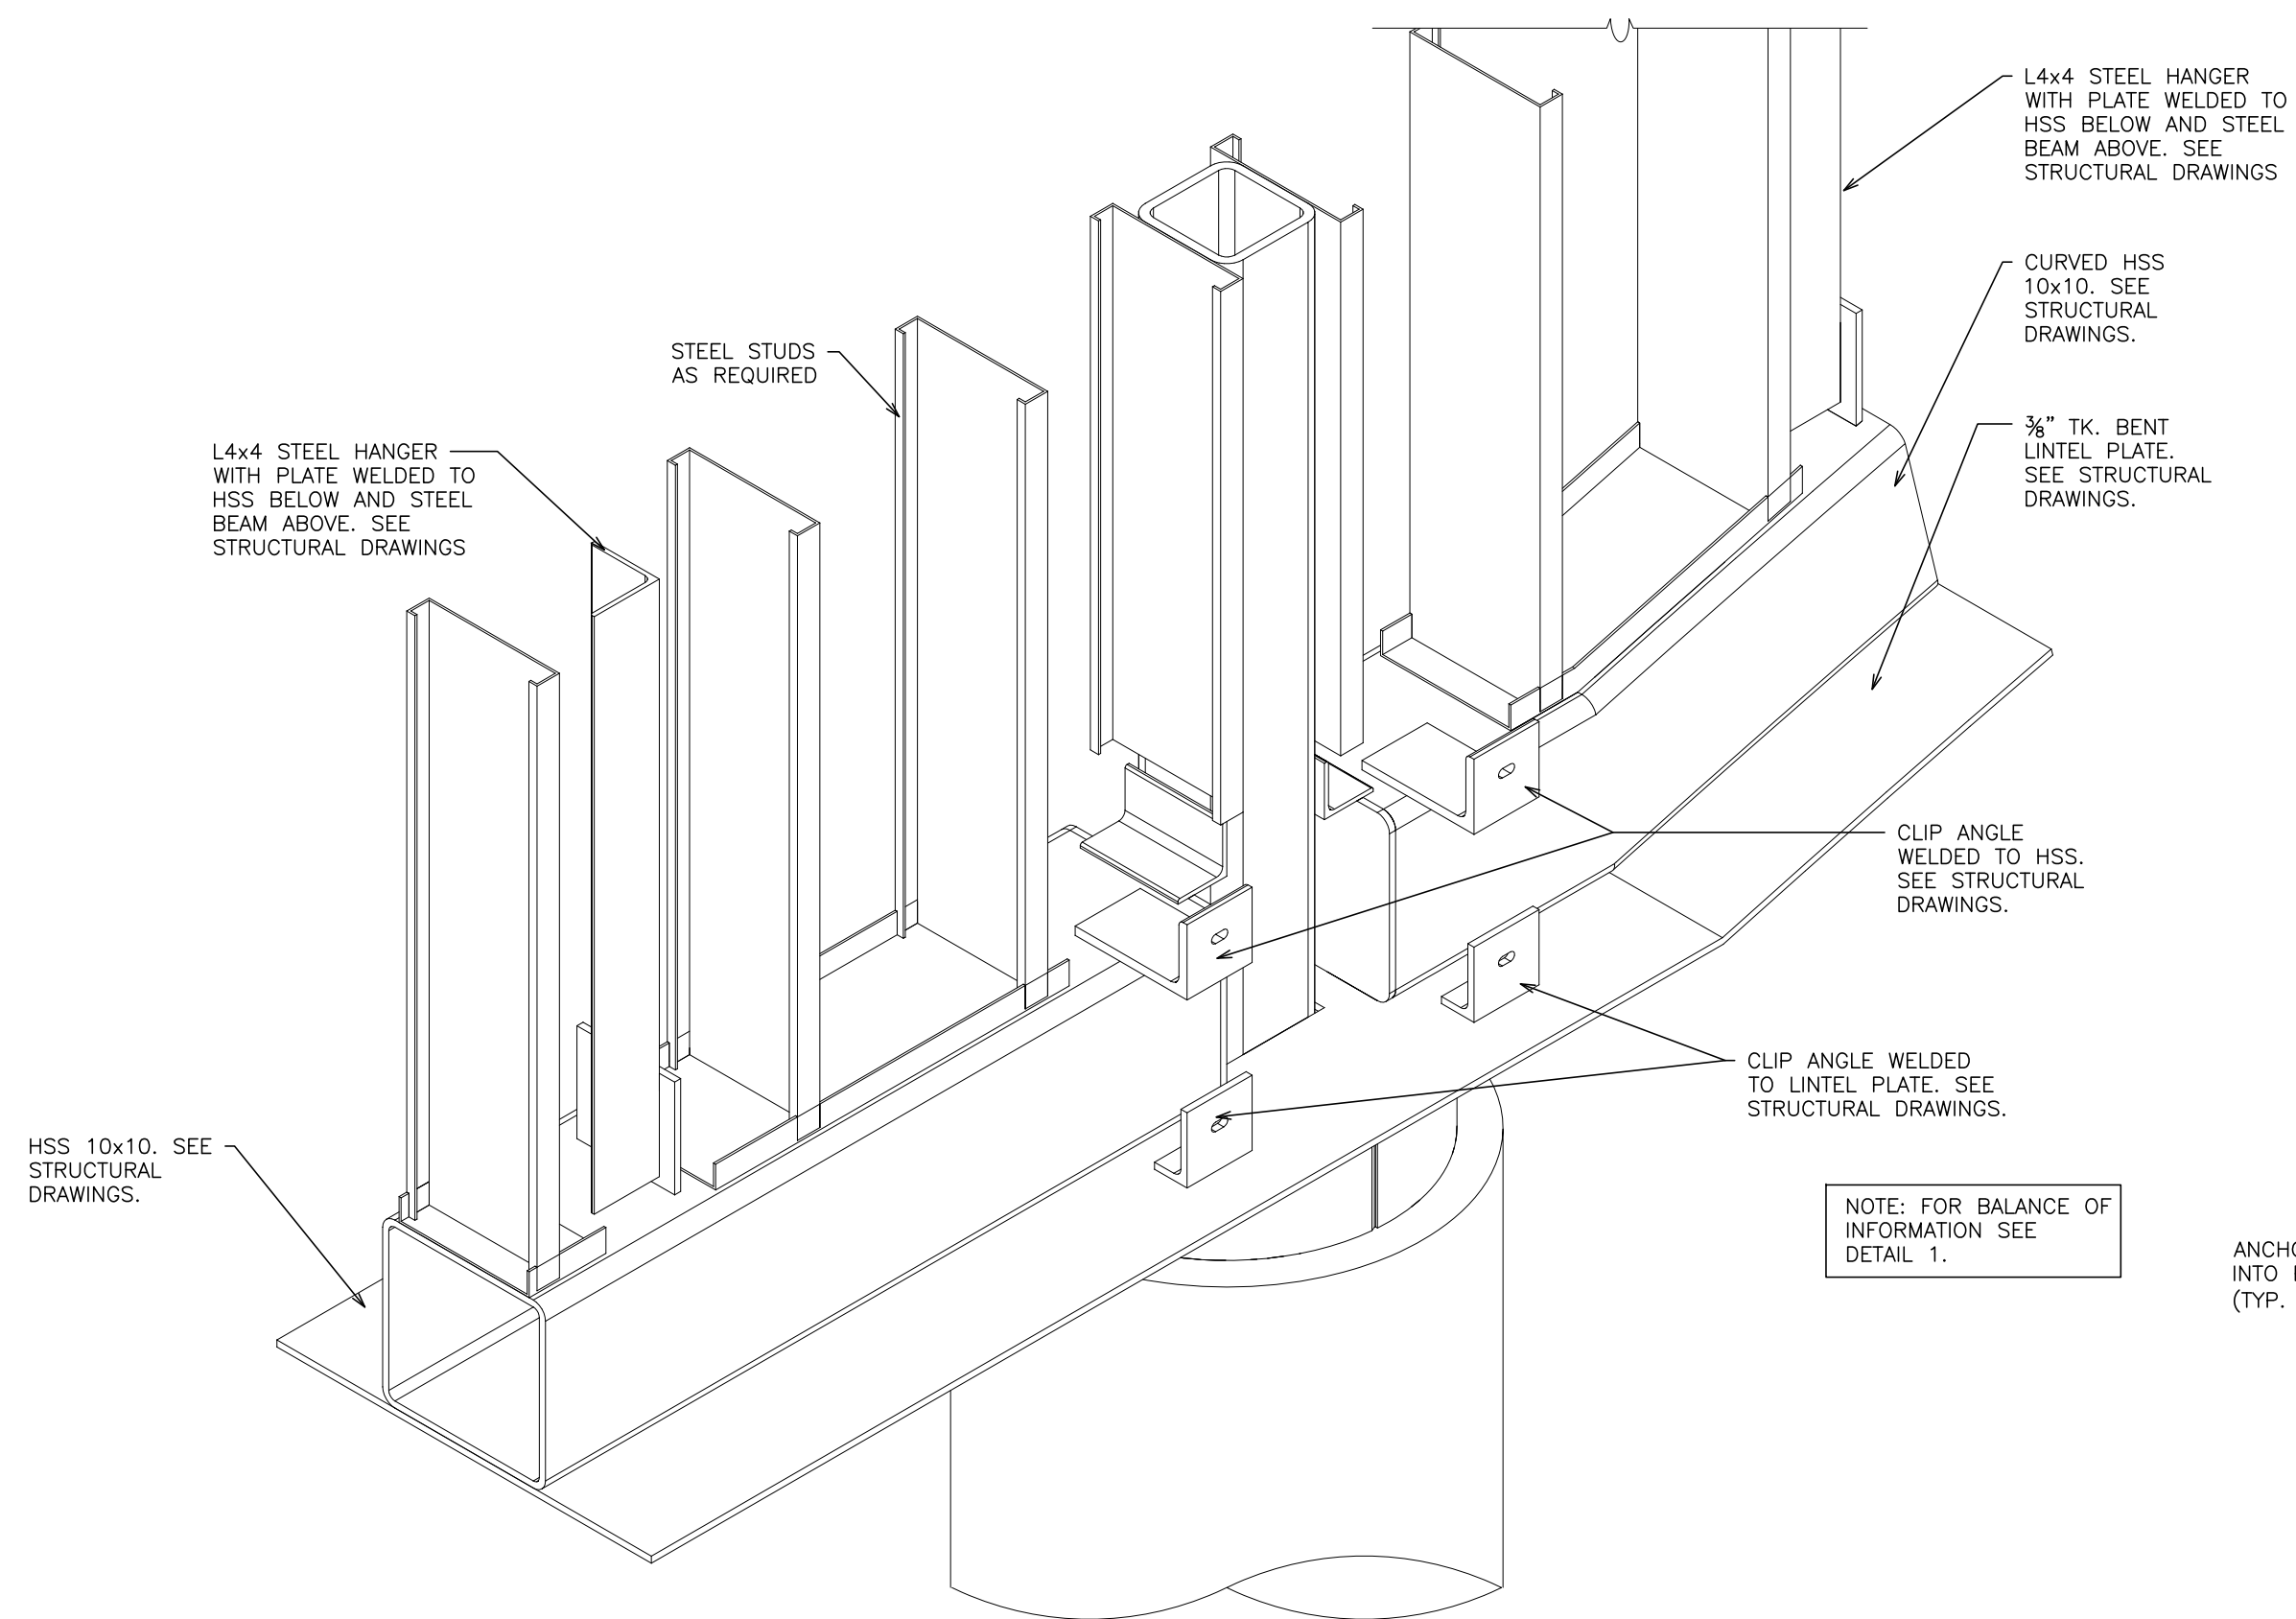 L4x4 STEEL HANGER
WITH PLATE WELDED TO
HSS BELOW AND STEEL
BEAM ABOVE. SEE
STRUCTURAL DRAWINGS
CURVED HSS
10x10. SEE
STRUCTURAL
DRAWINGS.
STEEL STUDS
AS REQUIRED
⅜" TK. BENT
LINTEL PLATE.
SEE STRUCTURAL
DRAWINGS.
L4x4 STEEL HANGER
WITH PLATE WELDED TO
HSS BELOW AND STEEL
BEAM ABOVE. SEE
STRUCTURAL DRAWINGS
CLIP ANGLE
WELDED TO HSS.
SEE STRUCTURAL
DRAWINGS.
CLIP ANGLE WELDED
TO LINTEL PLATE. SEE
STRUCTURAL DRAWINGS.
HSS 10x10. SEE
STRUCTURAL
DRAWINGS.
NOTE: FOR BALANCE OF
INFORMATION SEE
DETAIL 1.
INTO
(TYP.